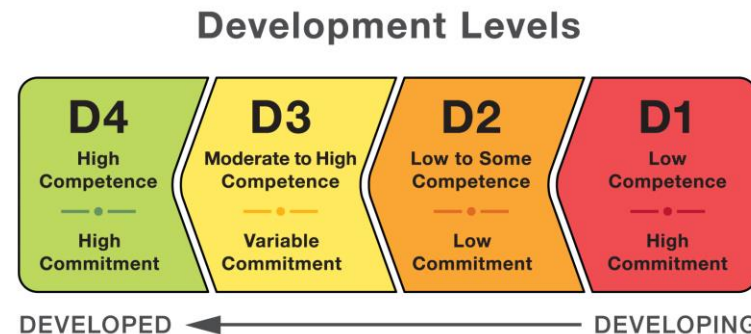 Development Levels
D4
High
Competence
High
Commitment
D3
Moderate to High
Competence
Variable
Commitment
D2
Low to Some
Competence
Low
Commitment
D1
Low
Competence
High
Commitment
DEVELOPED
DEVELOPING